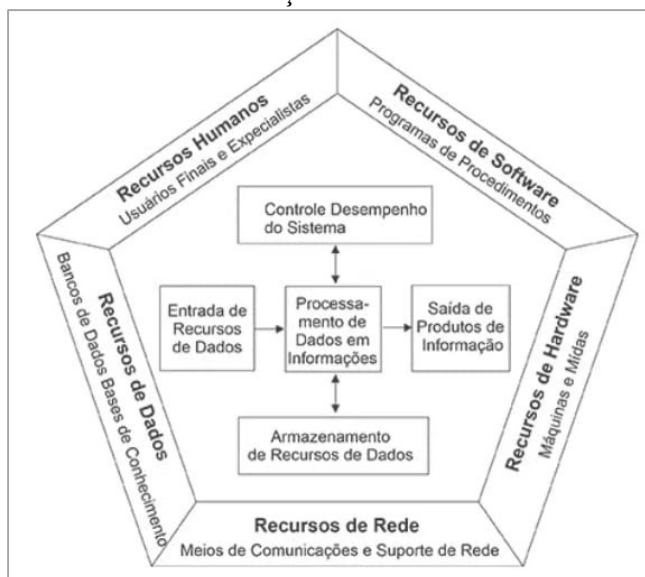 Recursos Humanos
Usuários Finais e Expecialistas
Recursos de Software
Programas de Procedimentos
Controle Desempenho
do Sistema
Entrada de
Recursos
de Dados
Processa-
mento de
Dados em
Informações
Saída de
Produtos de
Informação
Armazenamento
de Recursos de Dados
Recursos de Dados
Bancos de Dados Bases de Conhecimento
Recursos de Hardware
Máquinas e Mídas
Recursos de Rede
Meios de Comunicações e Suporte de Rede